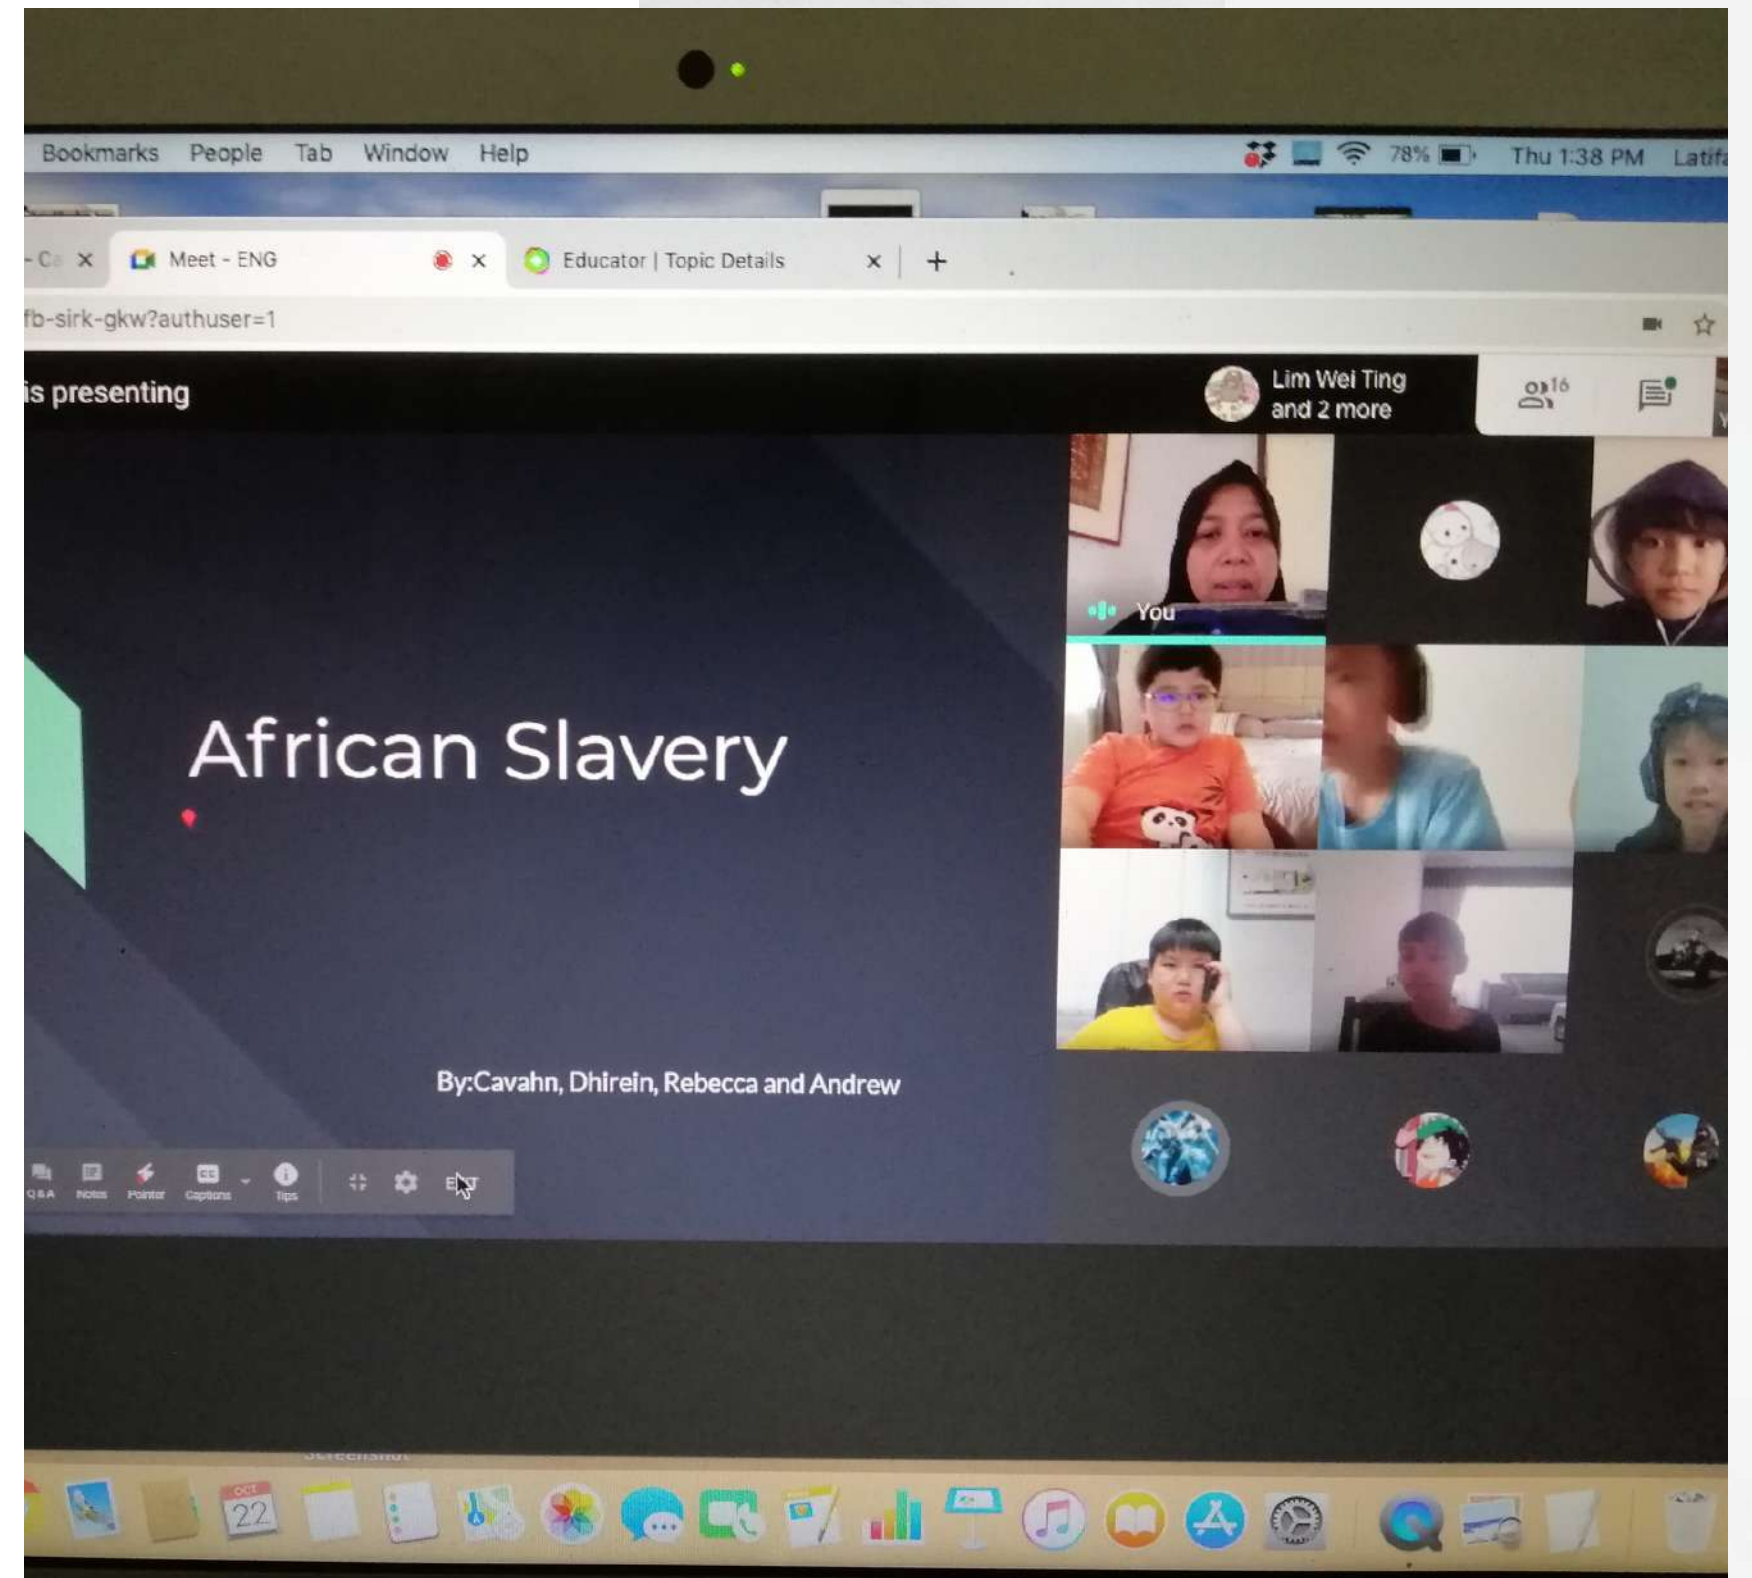 Bookmarks People Tab Window Help 78% Thu 1:38 PM Latifa
Meet - ENG Educator | Topic Details
fb-sirk-gkw?authuser=1
is presenting
Lim Wei Ting
and 2 more
16
You
African Slavery
By:Cavahn, Dhirein, Rebecca and Andrew
Q&A Notes Pointer Captions Tips
OCT
22